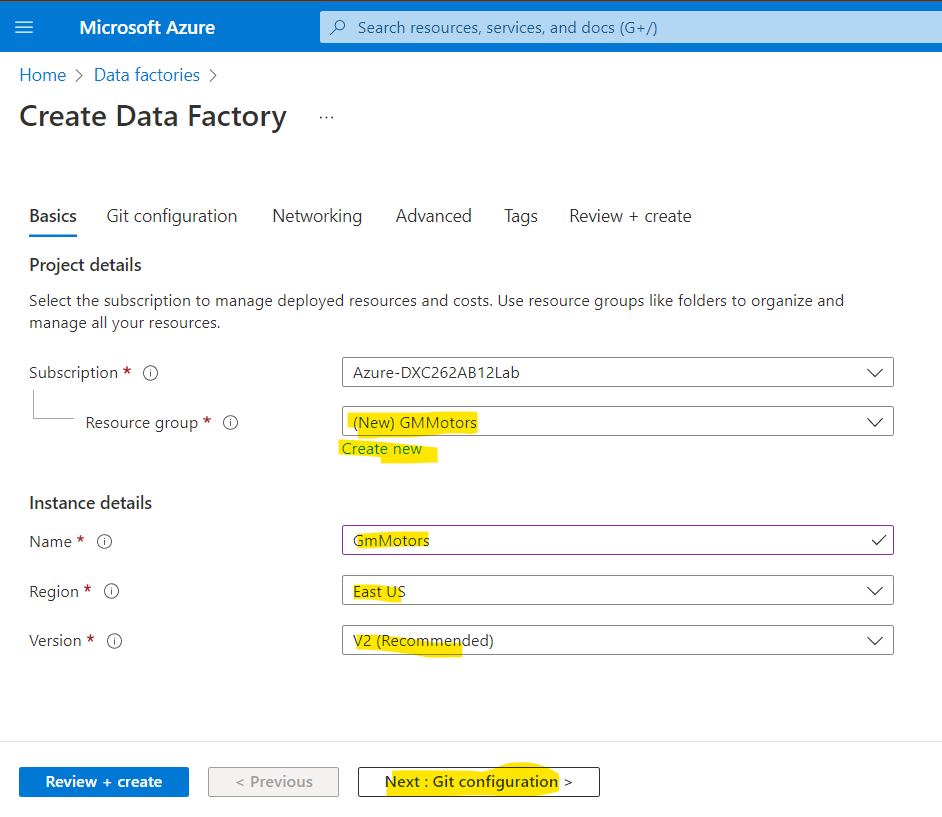 Microsoft Azure
Search resources, services, and docs (G+/)
Home > Data factories >
Create Data Factory ...
Basics Git configuration Networking Advanced Tags Review + create
Project details
Select the subscription to manage deployed resources and costs. Use resource groups like folders to organize and
manage all your resources.
Subscription * Azure-DXC262AB12Lab
Resource group * (New) GMMotors
Create new
Instance details
Name * GmMotors
Region * East US
Version * V2 (Recommended)
Review + create < Previous Next : Git configuration >